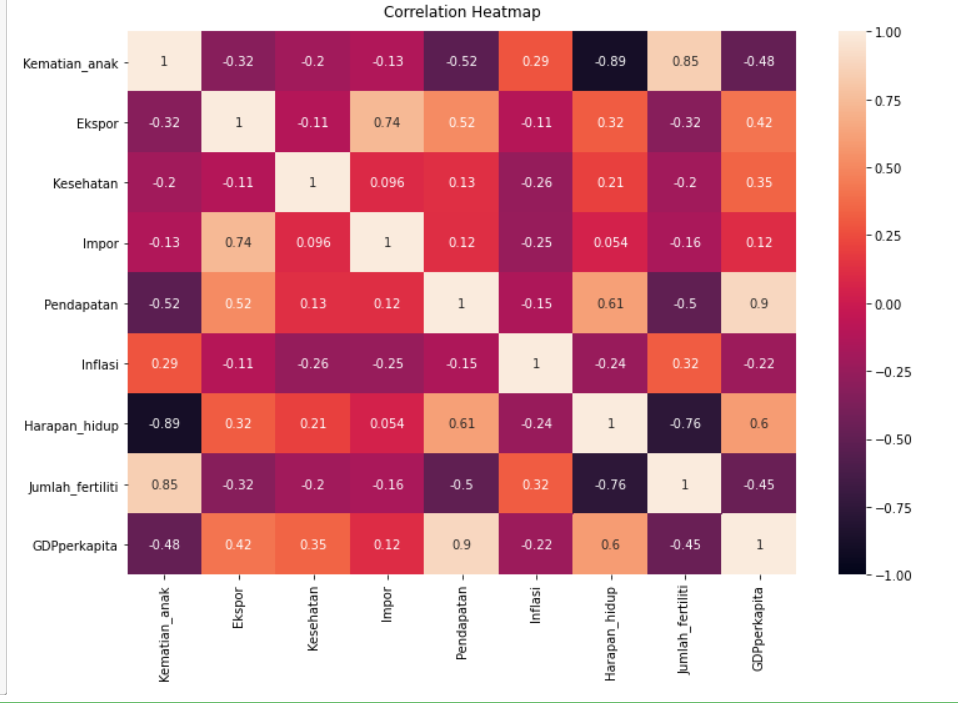 Correlation Heatmap
Kematian_anak 1 -0.32 -0.2 -0.13 -0.52 0.29 -0.89 0.85 -0.48
Ekspor -0.32 1 -0.11 0.74 0.52 -0.11 0.32 -0.32 0.42
Kesehatan -0.2 -0.11 1 0.096 0.13 -0.26 0.21 -0.2 0.35
Impor -0.13 0.74 0.096 1 0.12 -0.25 0.054 -0.16 0.12
Pendapatan -0.52 0.52 0.13 0.12 1 -0.15 0.61 -0.5 0.9
Inflasi 0.29 -0.11 -0.26 -0.25 -0.15 1 -0.24 0.32 -0.22
Harapan_hidup -0.89 0.32 0.21 0.054 0.61 -0.24 1 -0.76 0.6
Jumlah_fertiliti 0.85 -0.32 -0.2 -0.16 -0.5 0.32 -0.76 1 -0.45
GDPperkapita -0.48 0.42 0.35 0.12 0.9 -0.22 0.6 -0.45 1
Kematian_anak
Ekspor
Kesehatan
Impor
Pendapatan
Inflasi
Harapan_hidup
Jumlah_fertiliti
GDPperkapita
1.00
0.75
0.50
0.25
0.00
−0.25
−0.50
−0.75
−1.00